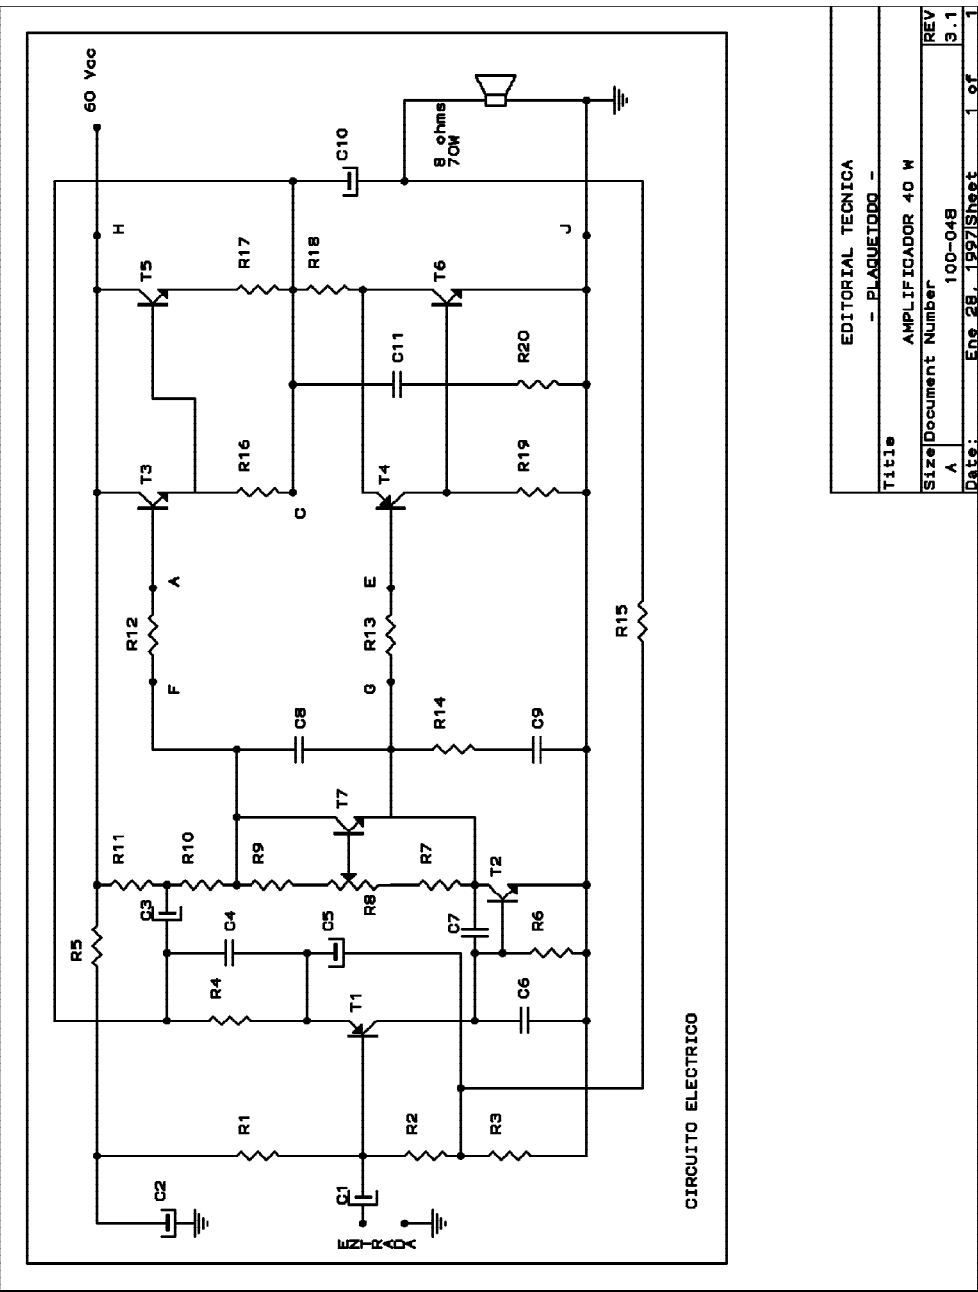 C2
ENTRADA
C1
R1
R2
R3
CIRCUITO ELECTRICO
R5
R4
T1
C6
C3
C4
C5
C7
R6
R11
R10
R9
R8
R7
T2
T7
C8
R14
C9
F
R12
A
G
R13
E
R15
T3
R16
C
T4
R19
C11
R20
T5
R17
R18
T6
H
J
C10
60 Vcc
8 ohms
70W
EDITORIAL TECNICA
- PLAQUETODO -
Title
AMPLIFICADOR 40 W
Size Document Number REV
A 100-048 3.1
Date: Ene 28, 1997 Sheet 1 of 1